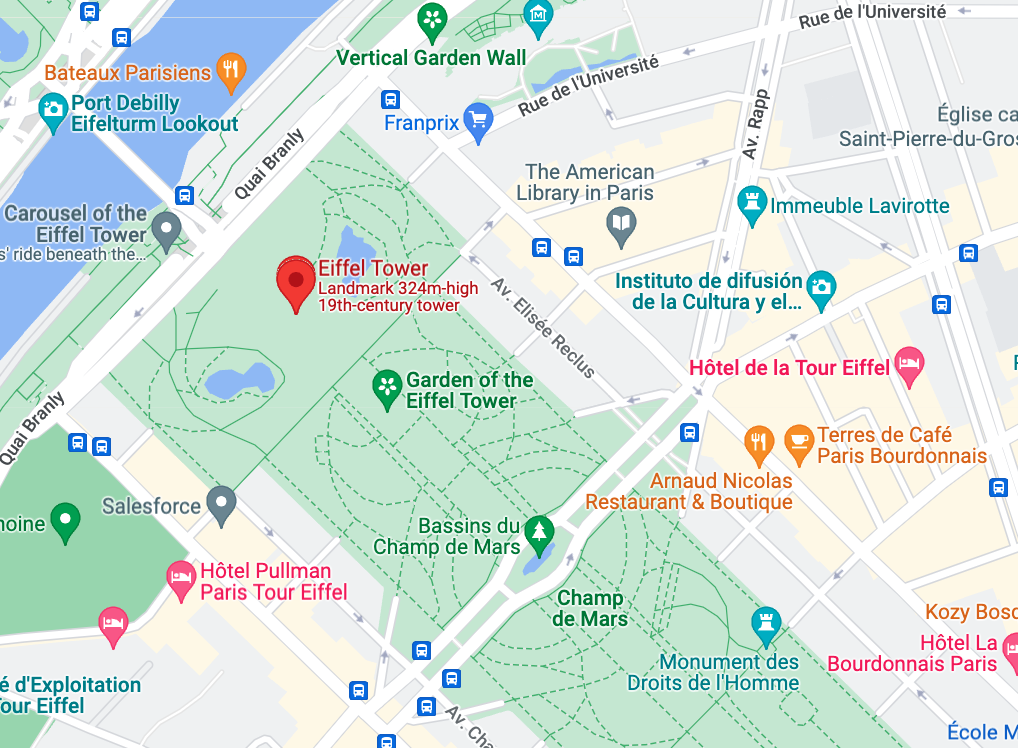 Rue de l'Université
Vertical Garden Wall
Bateaux Parisiens
Rue de l'Université
Port Debilly
Eifelturm Lookout
Franprix
Av. Rapp
Église ca
Saint-Pierre-du-Gros
Quai Branly
The American
Library in Paris
Immeuble Lavirotte
Carousel of the
Eiffel Tower
s' ride beneath the...
Eiffel Tower
Landmark 324m-high
19th-century tower
Instituto de difusión
de la Cultura y el...
Av. Elisée Reclus
Hôtel de la Tour Eiffel
Garden of the
Eiffel Tower
Quai Branly
Terres de Café
Paris Bourdonnais
Arnaud Nicolas
Restaurant & Boutique
Salesforce
moine
Bassins du
Champ de Mars
Hôtel Pullman
Paris Tour Eiffel
Champ
de Mars
Kozy Bosq
Hôtel La
Bourdonnais Paris
Monument des
Droits de l'Homme
é d'Exploitation
our Eiffel
Av. Cha
École M